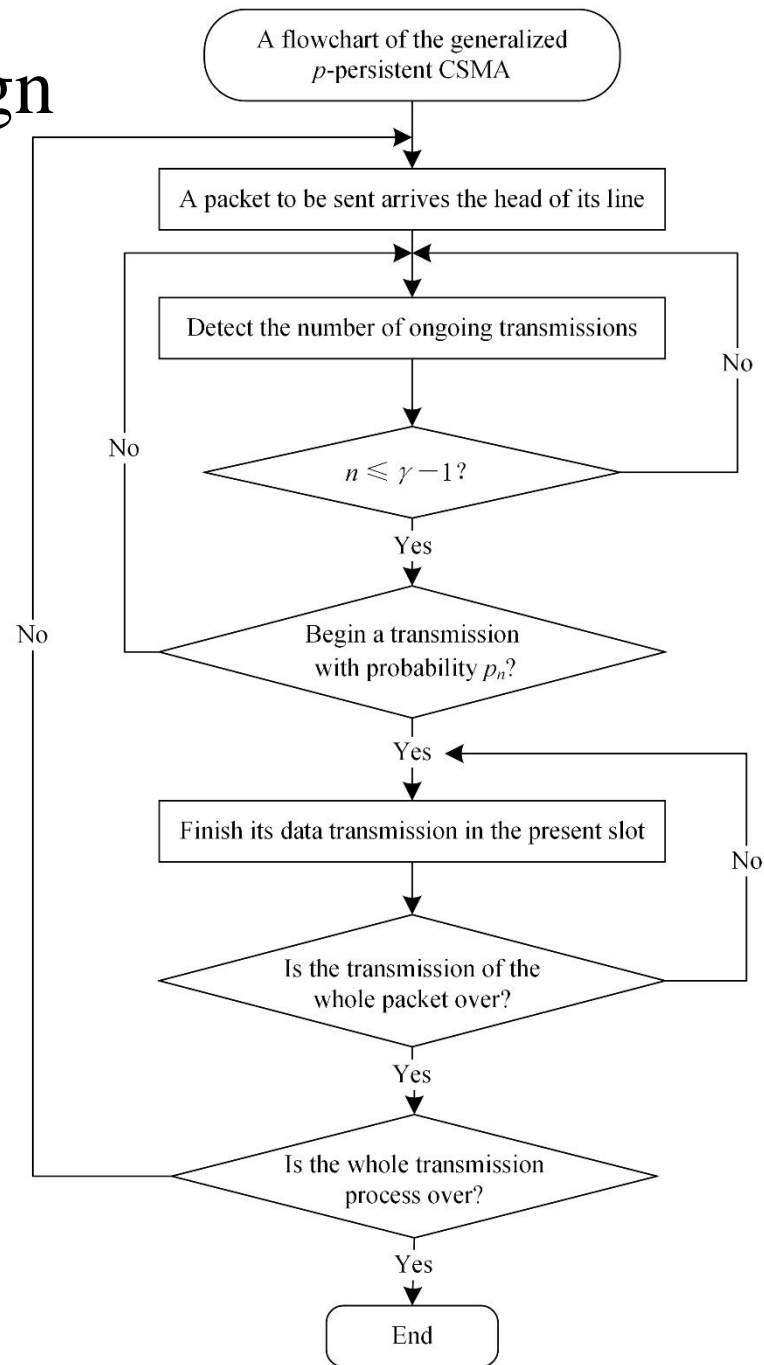 gn
A flowchart of the generalized
p-persistent CSMA
A packet to be sent arrives the head of its line
Detect the number of ongoing transmissions
No
No
n ≤ γ−1?
Yes
Begin a transmission
with probability pₙ?
No
Yes
Finish its data transmission in the present slot
No
Is the transmission of the
whole packet over?
Yes
Is the whole transmission
process over?
Yes
End